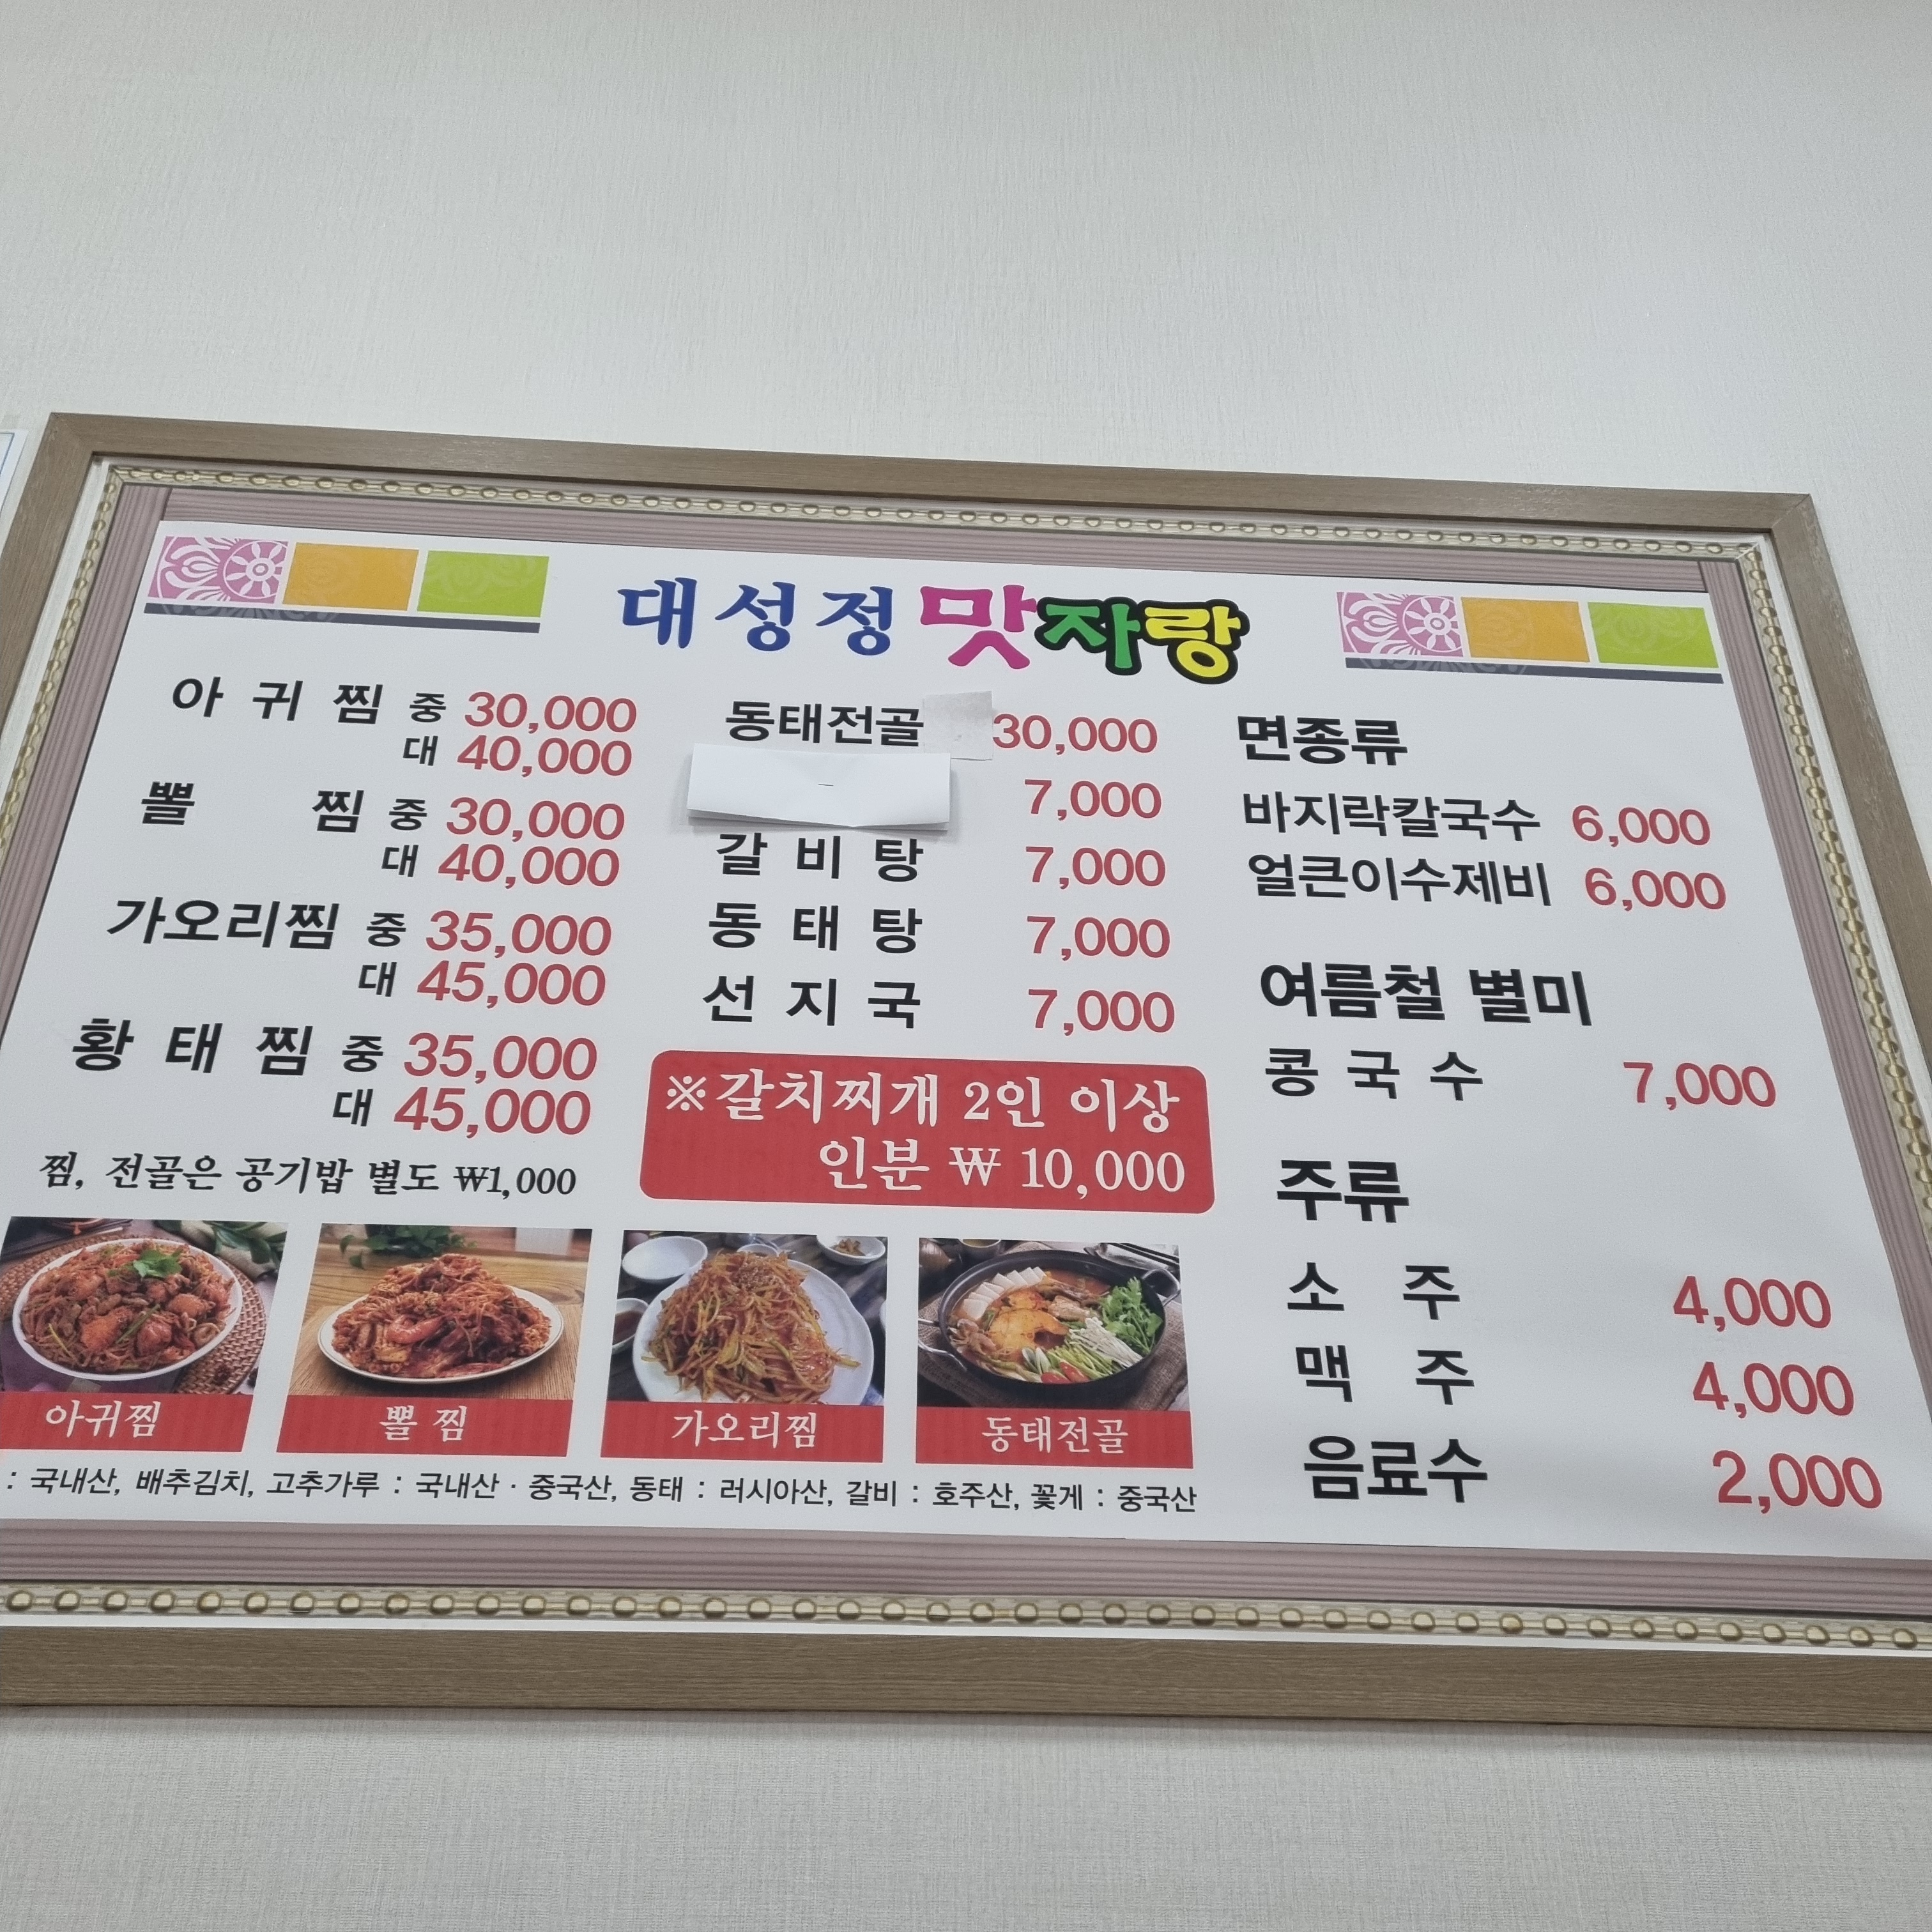 대성정 맛자랑
아귀찜 중 30,000
대 40,000
뽈찜 중 30,000
대 40,000
가오리찜 중 35,000
대 45,000
황태찜 중 35,000
대 45,000
찜, 전골은 공기밥 별도 ₩1,000
동태전골 30,000
7,000
갈비탕 7,000
동태탕 7,000
선지국 7,000
※갈치찌개 2인 이상
인분 ₩ 10,000
면종류
바지락칼국수 6,000
얼큰이수제비 6,000
여름철 별미
콩국수 7,000
주류
소주 4,000
맥주 4,000
음료수 2,000
아귀찜
뽈찜
가오리찜
동태전골
: 국내산, 배추김치, 고추가루 : 국내산 · 중국산, 동태 : 러시아산, 갈비 : 호주산, 꽃게 : 중국산